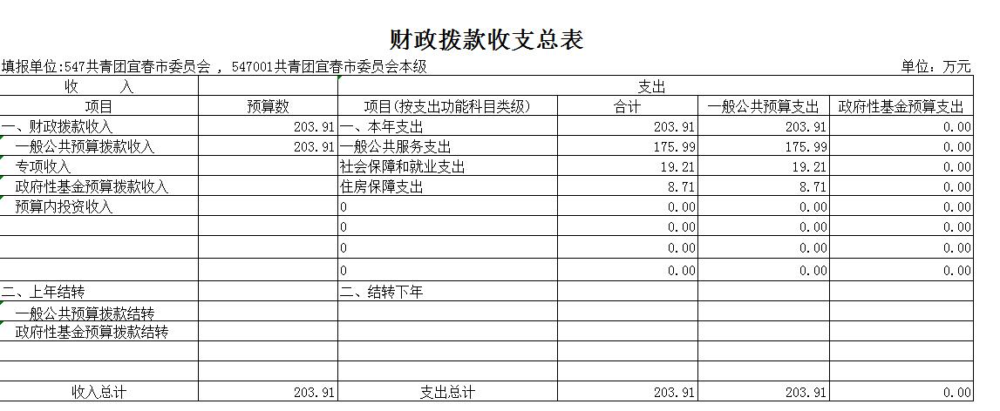 财政拨款收支总表
填报单位:547共青团宜春市委员会 , 547001共青团宜春市委员会本级 单位：万元
收 入 支出
项目 预算数 项目(按支出功能科目类级) 合计 一般公共预算支出 政府性基金预算支出
一、财政拨款收入 203.91 一、本年支出 203.91 203.91 0.00
一般公共预算拨款收入 203.91 一般公共服务支出 175.99 175.99 0.00
专项收入 社会保障和就业支出 19.21 19.21 0.00
政府性基金预算拨款收入 住房保障支出 8.71 8.71 0.00
预算内投资收入 0 0.00 0.00 0.00
0 0.00 0.00 0.00
0 0.00 0.00 0.00
0 0.00 0.00 0.00
二、上年结转 二、结转下年
一般公共预算拨款结转
政府性基金预算拨款结转
收入总计 203.91 支出总计 203.91 203.91 0.00